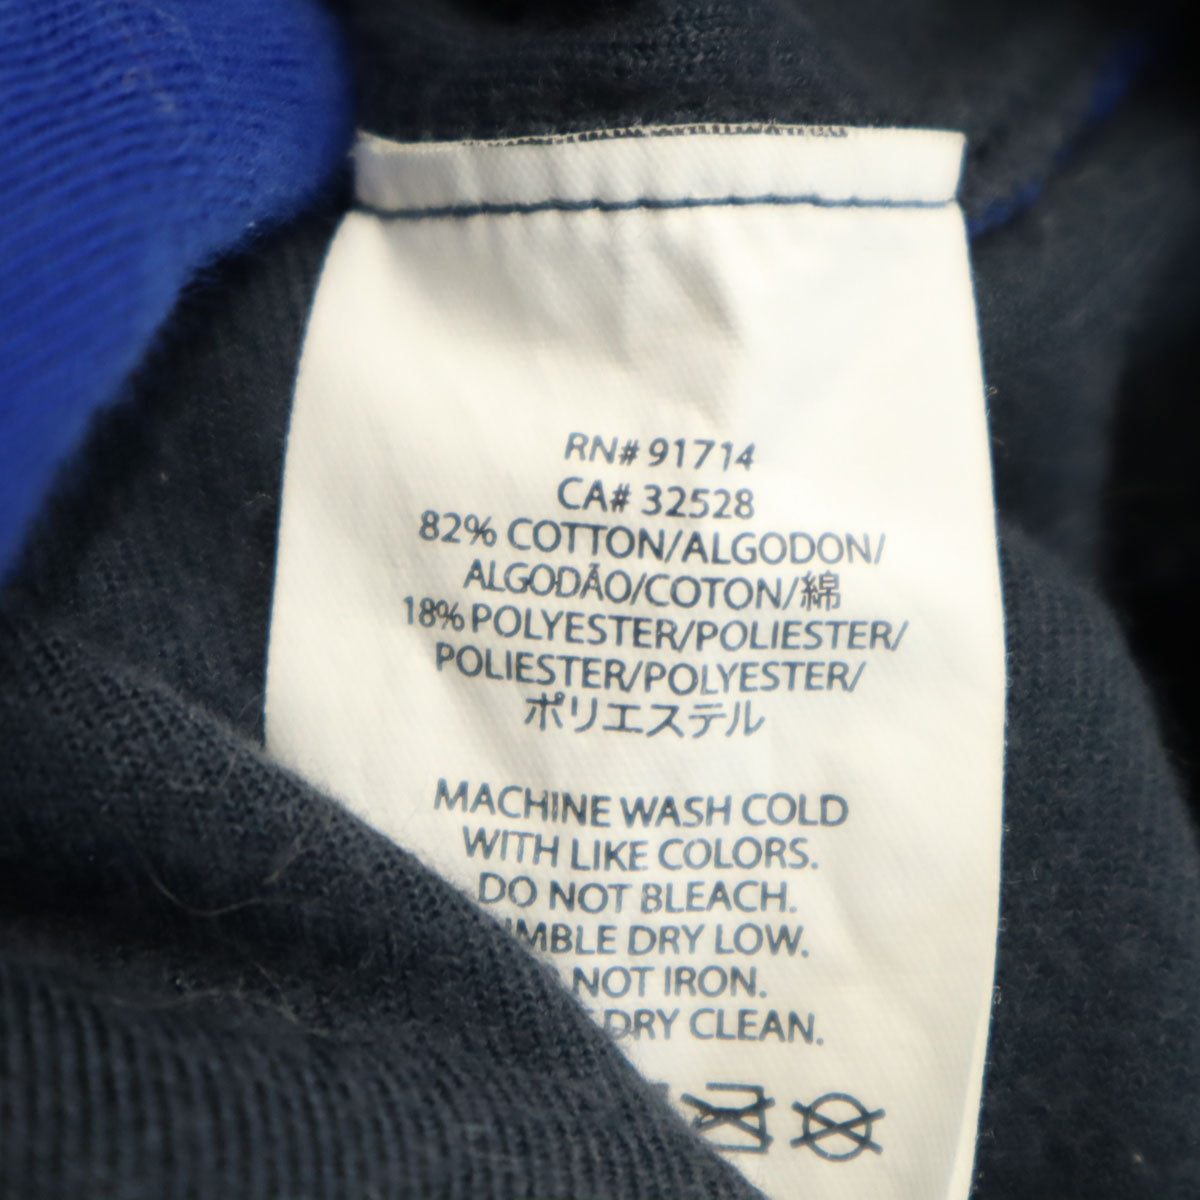 RN# 91714
CA# 32528
82% COTTON/ALGODON/
ALGODÃO/COTON/綿
18% POLYESTER/POLIESTER/
POLIESTER/POLYESTER/
ポリエステル
MACHINE WASH COLD
WITH LIKE COLORS.
DO NOT BLEACH.
DRY LOW.
NOT IRON.
DRY CLEAN.